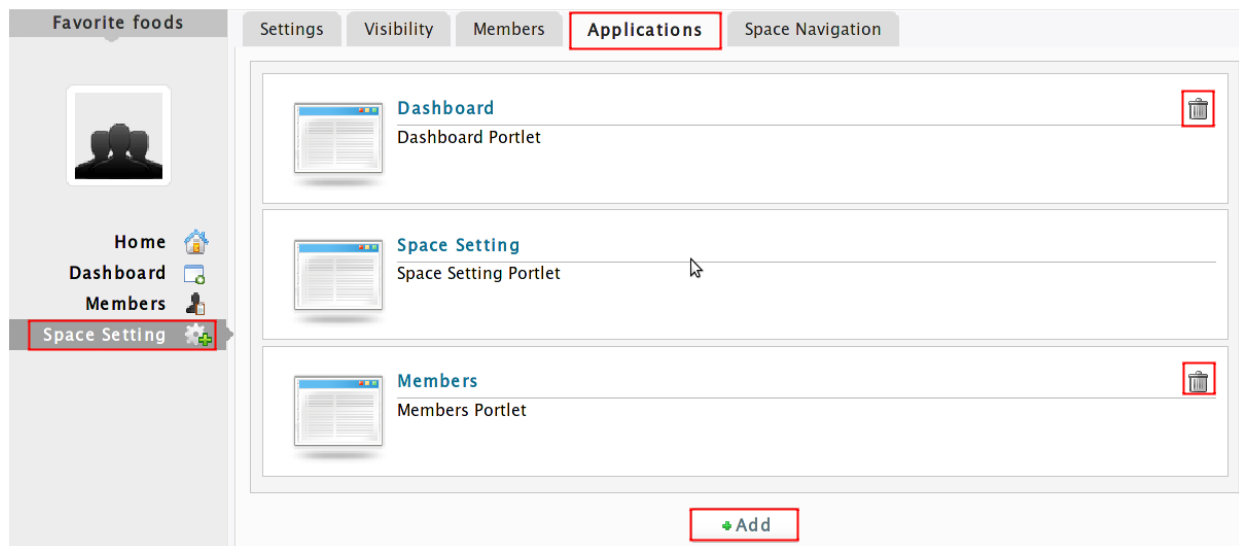 Favorite foods
Settings
Visibility
Members
Applications
Space Navigation
Home
Dashboard
Members
Space Setting
Dashboard
Dashboard Portlet
Space Setting
Space Setting Portlet
Members
Members Portlet
Add